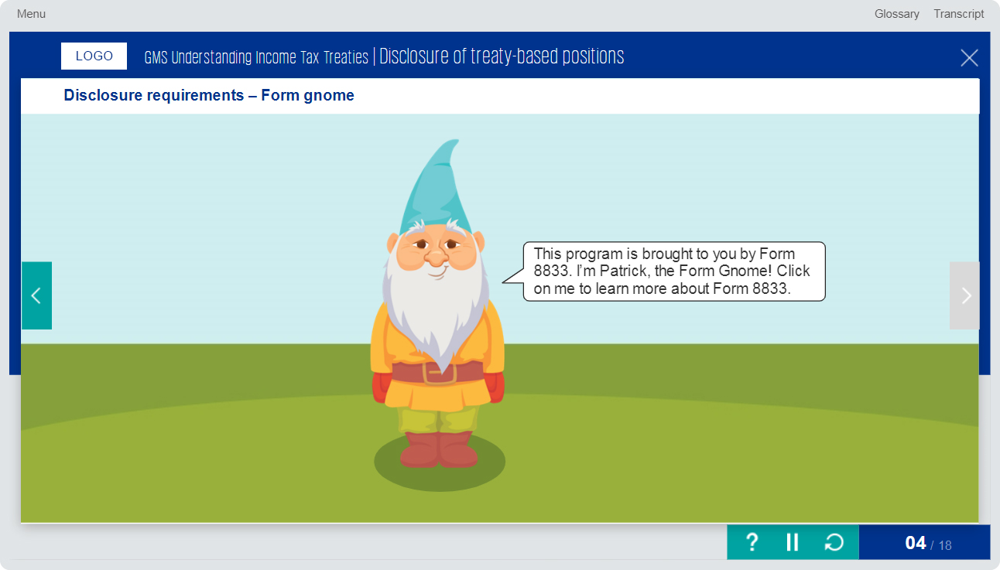 Menu
Glossary
Transcript
LOGO
GMS Understanding Income Tax Treaties | Disclosure of treaty-based positions
Disclosure requirements – Form gnome
This program is brought to you by Form
8833. I’m Patrick, the Form Gnome! Click
on me to learn more about Form 8833.
?
04 / 18